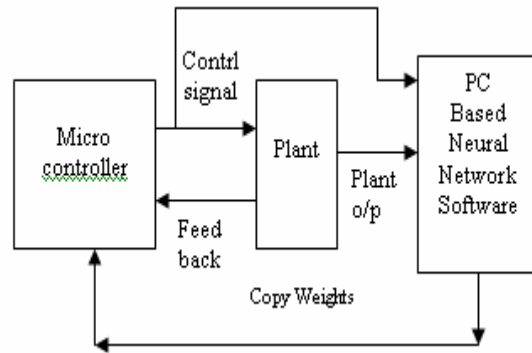 Contrl
signal
Micro
controller
Plant
Feed
back
Plant
o/p
PC
Based
Neural
Network
Software
Copy Weights